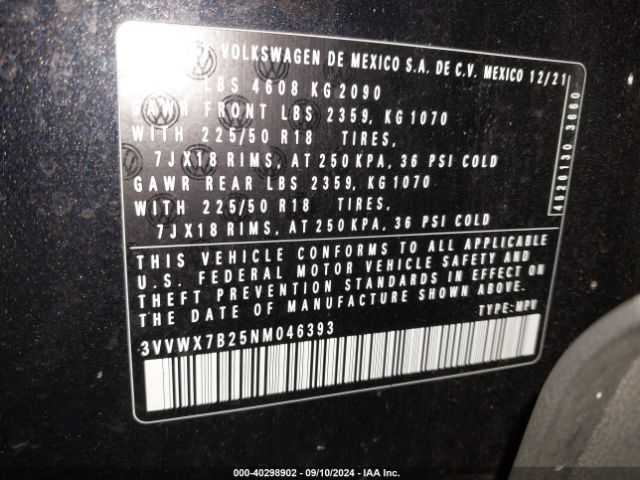 VOLKSWAGEN DE MEXICO S.A. DE C.V. MEXICO 12/21
LBS 4608 KG 2090
GAWR FRONT LBS 2359, KG 1070
WITH 225/50 R18 TIRES,
7JX18 RIMS, AT 250 KPA, 36 PSI COLD
GAWR REAR LBS 2359, KG 1070
WITH 225/50 R18 TIRES,
7JX18 RIMS, AT 250 KPA, 36 PSI COLD
THIS VEHICLE CONFORMS TO ALL APPLICABLE
U.S. FEDERAL MOTOR VEHICLE SAFETY AND
THEFT PREVENTION STANDARDS IN EFFECT ON
THE DATE OF MANUFACTURE SHOWN ABOVE.
TYPE: MPV
3VVWX7B25NM046393
4626130 3660
000-40298902 - 09/10/2024 - IAA Inc.